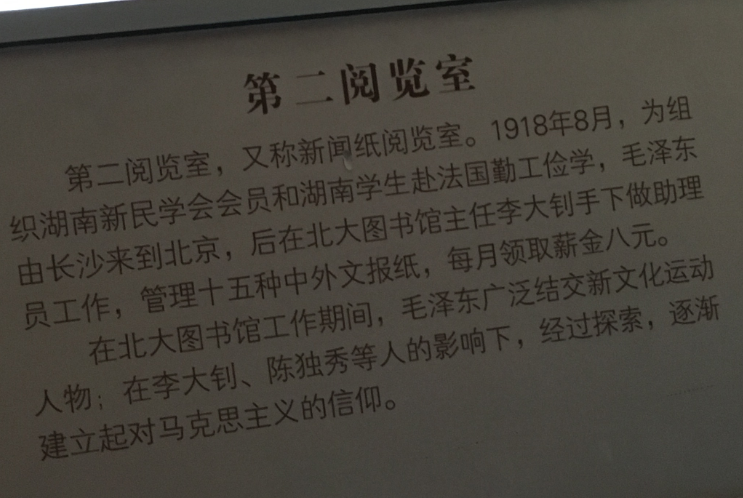 第二阅览室
第二阅览室，又称新闻纸阅览室。1918年8月，为组
织湖南新民学会会员和湖南学生赴法国勤工俭学，毛泽东
由长沙来到北京，后在北大图书馆主任李大钊手下做助理
员工作，管理十五种中外文报纸，每月领取薪金八元。
在北大图书馆工作期间，毛泽东广泛结交新文化运动
人物；在李大钊、陈独秀等人的影响下，经过探索，逐渐
建立起对马克思主义的信仰。